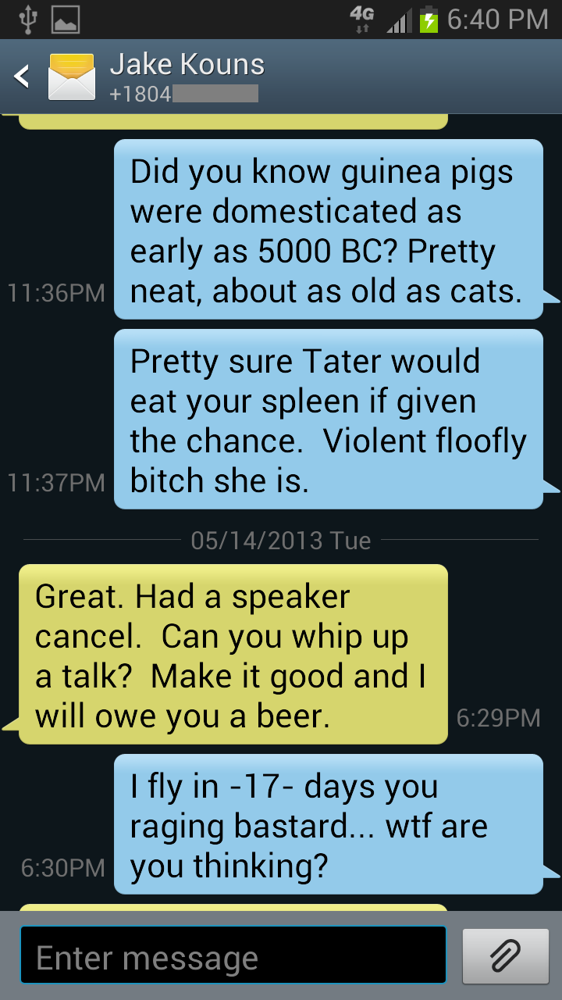 4G 6:40 PM
Jake Kouns
+1804
Did you know guinea pigs
were domesticated as
early as 5000 BC? Pretty
neat, about as old as cats.
11:36PM
Pretty sure Tater would
eat your spleen if given
the chance.  Violent floofly
bitch she is.
11:37PM
05/14/2013 Tue
Great. Had a speaker
cancel.  Can you whip up
a talk?  Make it good and I
will owe you a beer.
6:29PM
I fly in -17- days you
raging bastard... wtf are
you thinking?
6:30PM
Enter message